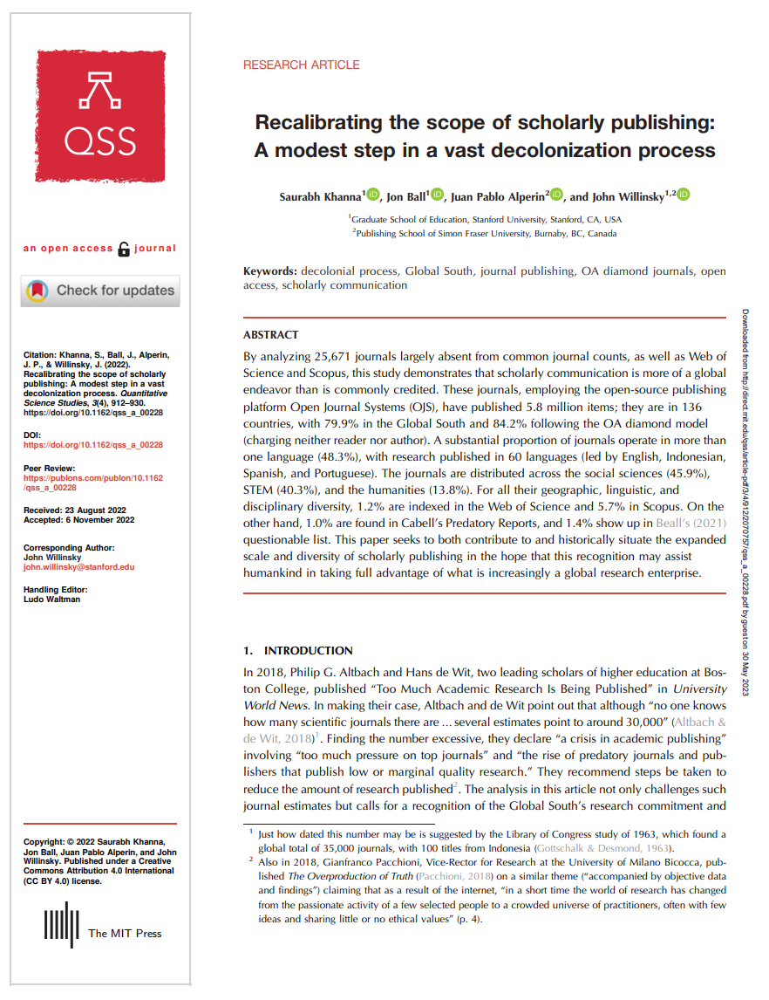 QSS
an open access journal
Check for updates
Citation: Khanna, S., Ball, J., Alperin,
J. P., & Willinsky, J. (2022).
Recalibrating the scope of scholarly
publishing: A modest step in a vast
decolonization process. Quantitative
Science Studies, 3(4), 912–930.
https://doi.org/10.1162/qss_a_00228
DOI:
https://doi.org/10.1162/qss_a_00228
Peer Review:
https://publons.com/publon/10.1162
/qss_a_00228
Received: 23 August 2022
Accepted: 6 November 2022
Corresponding Author:
John Willinsky
john.willinsky@stanford.edu
Handling Editor:
Ludo Waltman
Copyright: © 2022 Saurabh Khanna,
Jon Ball, Juan Pablo Alperin, and John
Willinsky. Published under a Creative
Commons Attribution 4.0 International
(CC BY 4.0) license.
The MIT Press
RESEARCH ARTICLE
Recalibrating the scope of scholarly publishing:
A modest step in a vast decolonization process
Saurabh Khanna1 iD, Jon Ball1 iD, Juan Pablo Alperin2 iD, and John Willinsky1,2 iD
1Graduate School of Education, Stanford University, Stanford, CA, USA
2Publishing School of Simon Fraser University, Burnaby, BC, Canada
Keywords: decolonial process, Global South, journal publishing, OA diamond journals, open
access, scholarly communication
ABSTRACT
By analyzing 25,671 journals largely absent from common journal counts, as well as Web of
Science and Scopus, this study demonstrates that scholarly communication is more of a global
endeavor than is commonly credited. These journals, employing the open-source publishing
platform Open Journal Systems (OJS), have published 5.8 million items; they are in 136
countries, with 79.9% in the Global South and 84.2% following the OA diamond model
(charging neither reader nor author). A substantial proportion of journals operate in more than
one language (48.3%), with research published in 60 languages (led by English, Indonesian,
Spanish, and Portuguese). The journals are distributed across the social sciences (45.9%),
STEM (40.3%), and the humanities (13.8%). For all their geographic, linguistic, and
disciplinary diversity, 1.2% are indexed in the Web of Science and 5.7% in Scopus. On the
other hand, 1.0% are found in Cabell's Predatory Reports, and 1.4% show up in Beall's (2021)
questionable list. This paper seeks to both contribute to and historically situate the expanded
scale and diversity of scholarly publishing in the hope that this recognition may assist
humankind in taking full advantage of what is increasingly a global research enterprise.
1. INTRODUCTION
In 2018, Philip G. Altbach and Hans de Wit, two leading scholars of higher education at Bos-
ton College, published “Too Much Academic Research Is Being Published” in University
World News. In making their case, Altbach and de Wit point out that although “no one knows
how many scientific journals there are … several estimates point to around 30,000” (Altbach &
de Wit, 2018)1. Finding the number excessive, they declare “a crisis in academic publishing”
involving “too much pressure on top journals” and “the rise of predatory journals and pub-
lishers that publish low or marginal quality research.” They recommend steps be taken to
reduce the amount of research published2. The analysis in this article not only challenges such
journal estimates but calls for a recognition of the Global South's research commitment and
1 Just how dated this number may be is suggested by the Library of Congress study of 1963, which found a
global total of 35,000 journals, with 100 titles from Indonesia (Gottschalk & Desmond, 1963).
2 Also in 2018, Gianfranco Pacchioni, Vice-Rector for Research at the University of Milano Bicocca, pub-
lished The Overproduction of Truth (Pacchioni, 2018) on a similar theme (“accompanied by objective data
and findings”) claiming that as a result of the internet, “in a short time the world of research has changed
from the passionate activity of a few selected people to a crowded universe of practitioners, often with few
ideas and sharing little or no ethical values” (p. 4).
Downloaded from http://direct.mit.edu/qss/article-pdf/3/4/912/2070757/qss_a_00228.pdf by guest on 30 May 2023